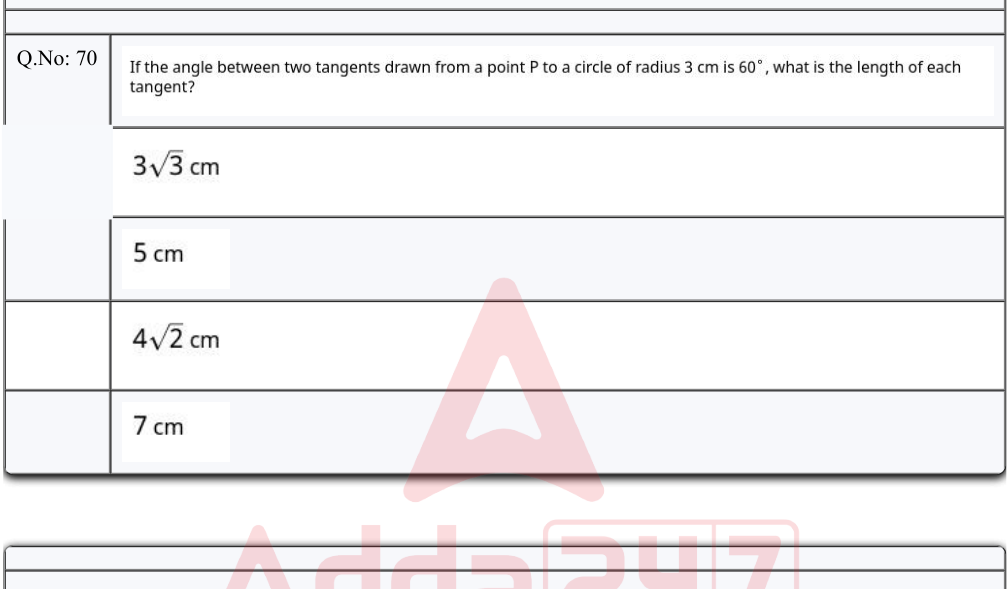 Q.No: 70
If the angle between two tangents drawn from a point P to a circle of radius 3 cm is 60°, what is the length of each
tangent?
3√3 cm
5 cm
4√2 cm
7 cm
Adda247